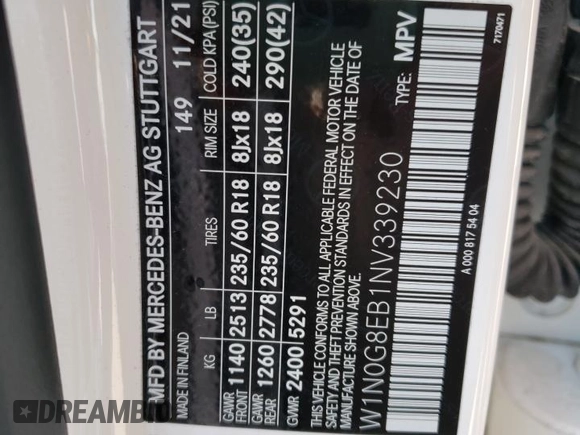 MFD BY MERCEDES-BENZ AG STUTTGART
MADE IN FINLAND 149 11/21
KG LB TIRES RIM SIZE COLD KPA (PSI)
GAWR FRONT 1140 2513 235/60 R18 8Jx18 240(35)
GAWR REAR 1260 2778 235/60 R18 8Jx18 290(42)
GVWR 2400 5291
THIS VEHICLE CONFORMS TO ALL APPLICABLE FEDERAL MOTOR VEHICLE
SAFETY AND THEFT PREVENTION STANDARDS IN EFFECT ON THE DATE OF
MANUFACTURE SHOWN ABOVE.
W1N0G8EB1NV339230 TYPE: MPV
A 000 817 54 04 7170471
DREAMBID